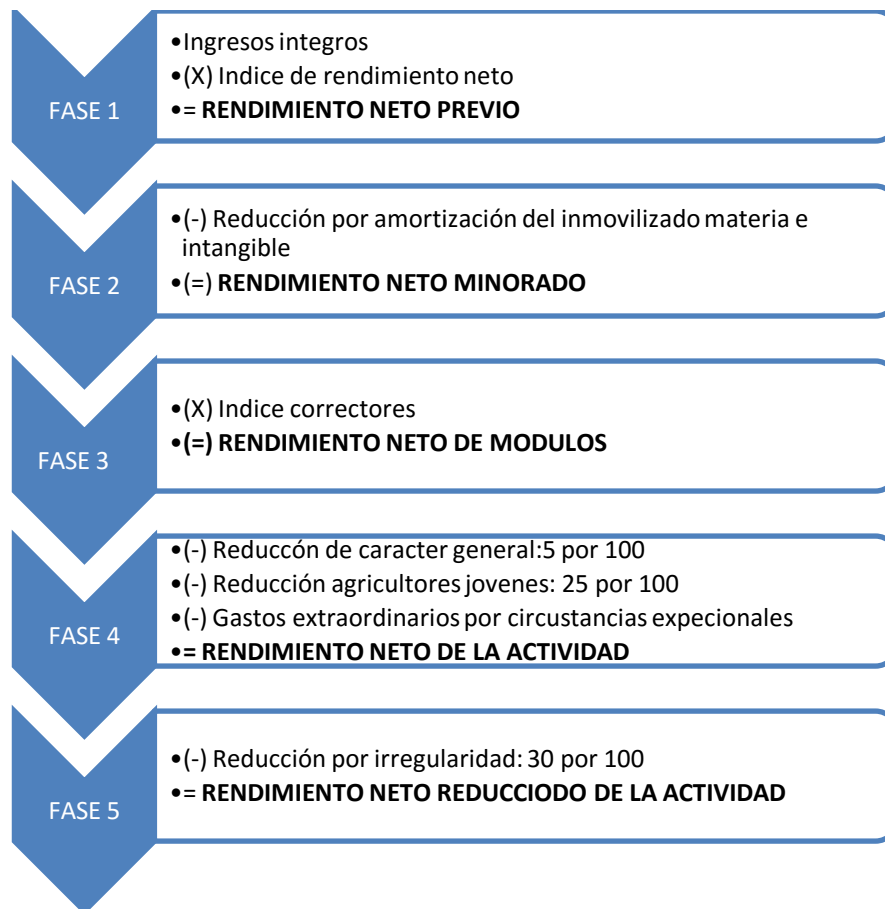 FASE 1
•Ingresos integros
•(X) Indice de rendimiento neto
•= RENDIMIENTO NETO PREVIO
FASE 2
•(-) Reducción por amortización del inmovilizado materia e
intangible
•(=) RENDIMIENTO NETO MINORADO
FASE 3
•(X) Indice correctores
•(=) RENDIMIENTO NETO DE MODULOS
FASE 4
•(-) Reduccón de caracter general:5 por 100
•(-) Reducción agricultores jovenes: 25 por 100
•(-) Gastos extraordinarios por circustancias expecionales
•= RENDIMIENTO NETO DE LA ACTIVIDAD
FASE 5
•(-) Reducción por irregularidad: 30 por 100
•= RENDIMIENTO NETO REDUCCIODO DE LA ACTIVIDAD